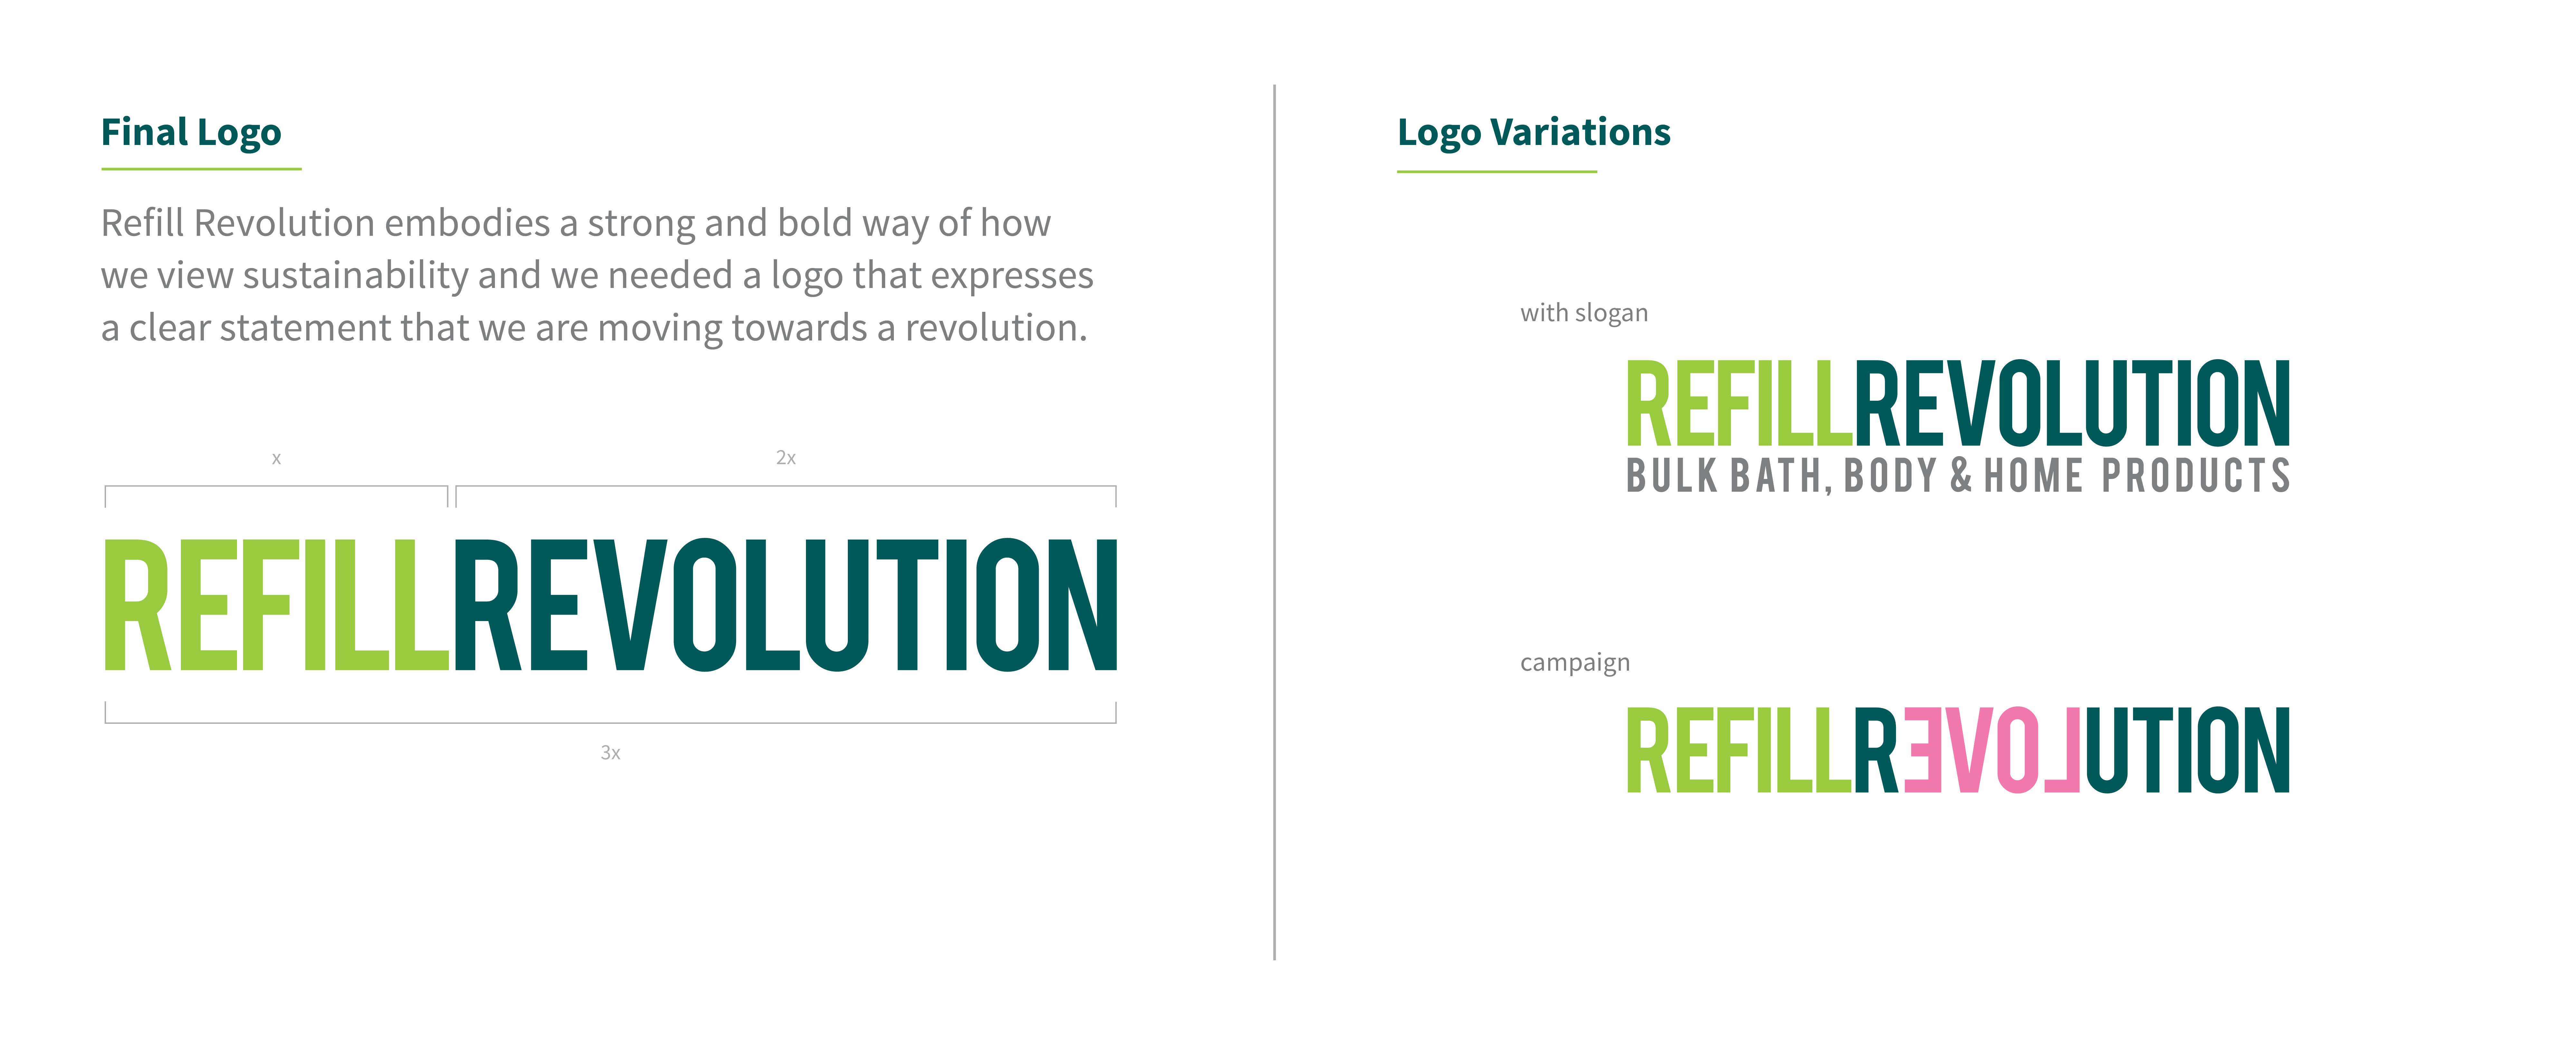 Final Logo
Refill Revolution embodies a strong and bold way of how
we view sustainability and we needed a logo that expresses
a clear statement that we are moving towards a revolution.
x
2x
REFILLREVOLUTION
3x
Logo Variations
with slogan
REFILLREVOLUTION
BULK BATH, BODY & HOME PRODUCTS
campaign
REFILLREVOLUTION